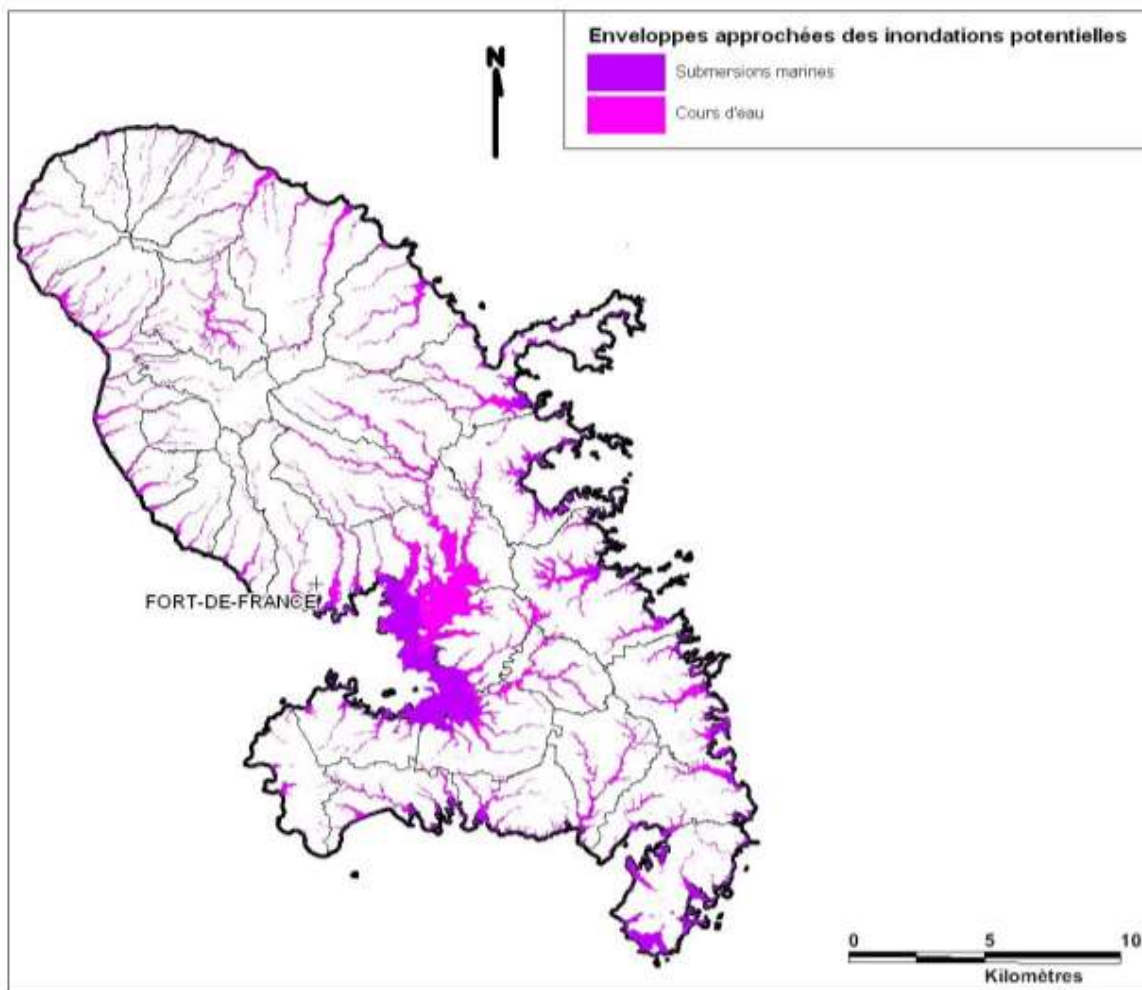 Enveloppes approchées des inondations potentielles
Submersions marines
Cours d'eau
N
FORT-DE-FRANCE
0 5 10
Kilomètres